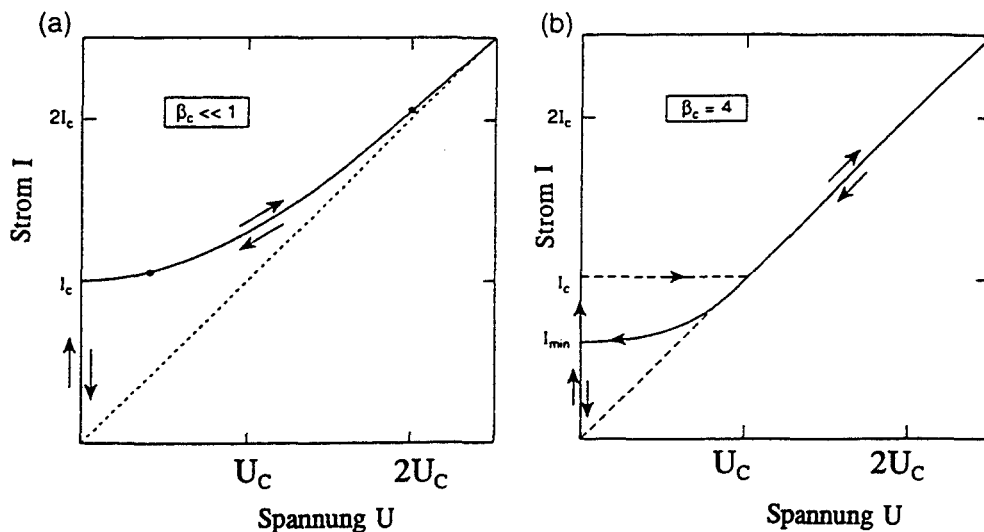 (a)
2I_c
β_c << 1
Strom I
I_c
U_C
2U_C
Spannung U
(b)
2I_c
β_c = 4
Strom I
I_c
I_min
U_C
2U_C
Spannung U